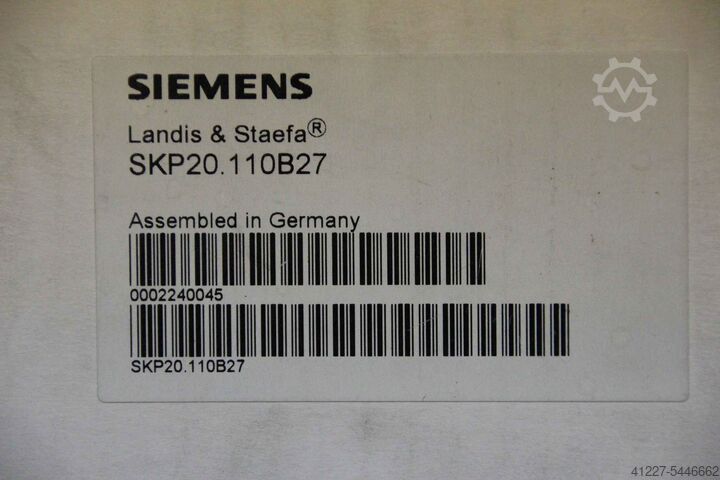 SIEMENS
Landis & Staefa®
SKP20.110B27
Assembled in Germany
0002240045
SKP20.110B27
41227-5446662